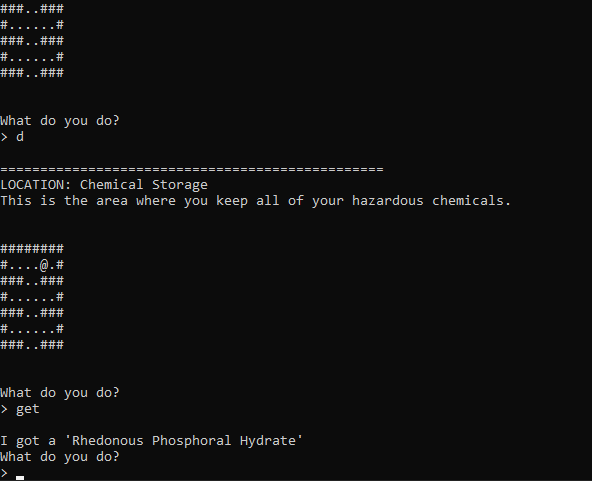 ###..###
#......#
###..###
#......#
###..###
What do you do?
> d
================================================
LOCATION: Chemical Storage
This is the area where you keep all of your hazardous chemicals.
########
#....@.#
###..###
#......#
###..###
#......#
###..###
What do you do?
> get
I got a 'Rhedonous Phosphoral Hydrate'
What do you do?
>